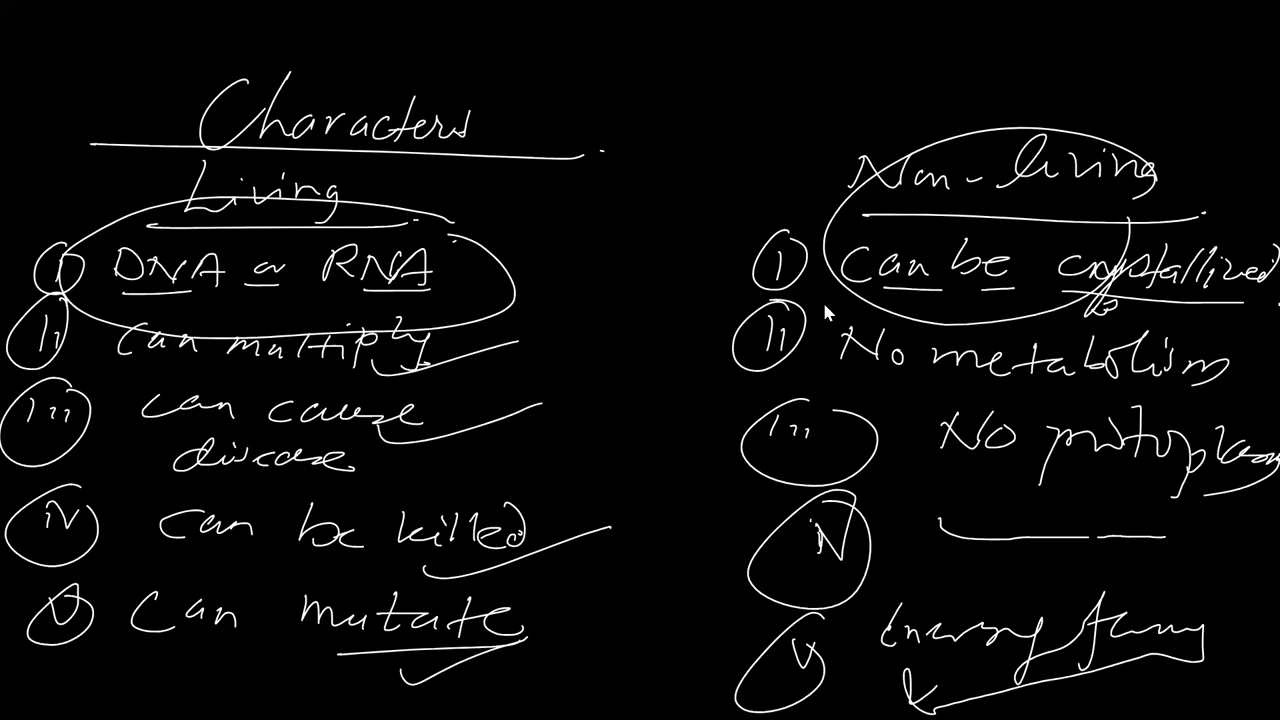 Characters
Living
i DNA or RNA
ii can multiply
iii can cause
disease
iv can be killed
v can mutate
Non-living
i can be crystallized
ii No metabolism
iii No
iv
v